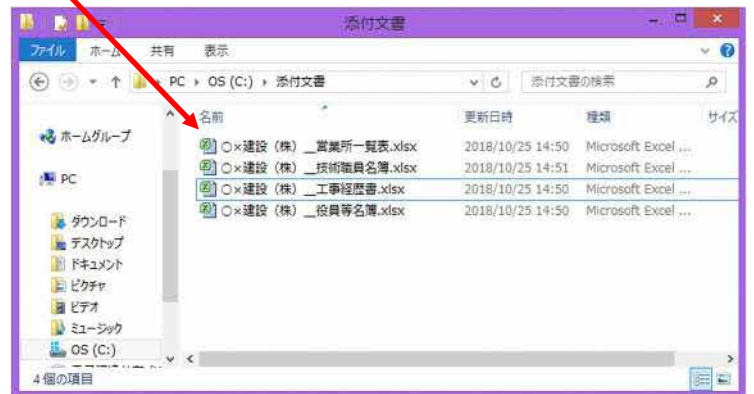 添付文書
ファイル ホーム 共有 表示
PC ▸ OS (C:) ▸ 添付文書 添付文書の検索
名前 更新日時 種類 サイズ
ホームグループ
PC
ダウンロード
デスクトップ
ドキュメント
ピクチャ
ビデオ
ミュージック
OS (C:)
○×建設（株）__営業所一覧表.xlsx 2018/10/25 14:50 Microsoft Excel ...
○×建設（株）__技術職員名簿.xlsx 2018/10/25 14:51 Microsoft Excel ...
○×建設（株）__工事経歴書.xlsx 2018/10/25 14:50 Microsoft Excel ...
○×建設（株）__役員等名簿.xlsx 2018/10/25 14:50 Microsoft Excel ...
4 個の項目